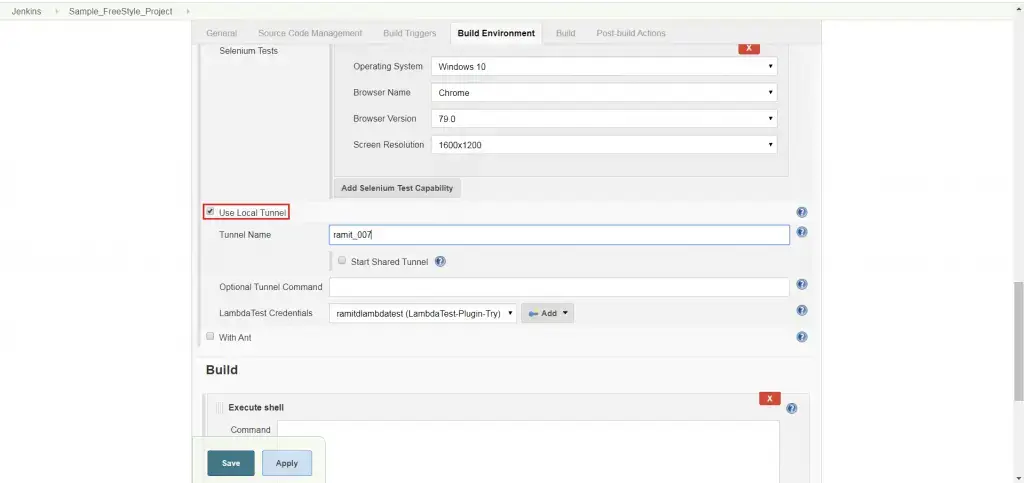 Jenkins Sample_FreeStyle_Project
General Source Code Management Build Triggers Build Environment Build Post-build Actions
Selenium Tests
X
Operating System Windows 10
Browser Name Chrome
Browser Version 79.0
Screen Resolution 1600x1200
Add Selenium Test Capability
Use Local Tunnel
Tunnel Name ramit_007
Start Shared Tunnel
Optional Tunnel Command
LambdaTest Credentials ramitdlambdatest (LambdaTest-Plugin-Try) Add
With Ant
Build
X
Execute shell
Command
Save Apply